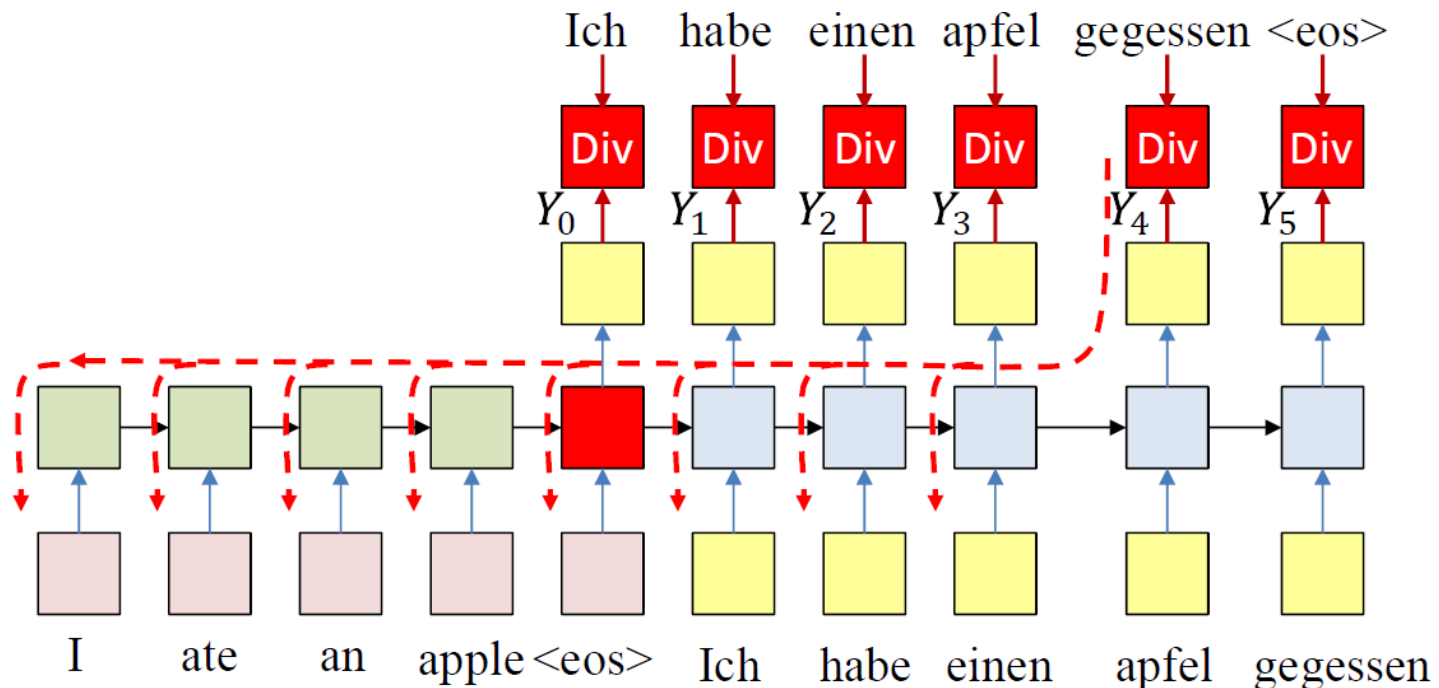 Ich habe einen apfel gegessen <eos>
Div Div Div Div Div Div
Y₀ Y₁ Y₂ Y₃ Y₄ Y₅
I ate an apple <eos> Ich habe einen apfel gegessen